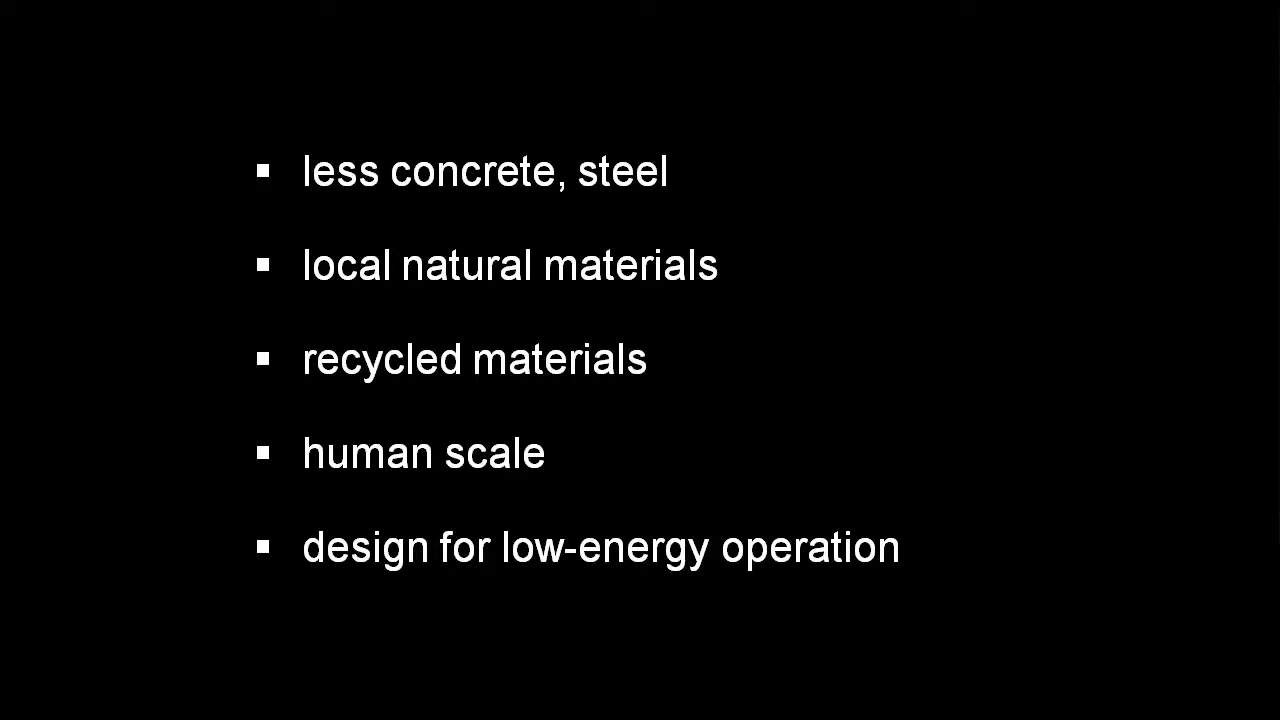 ▪ less concrete, steel
▪ local natural materials
▪ recycled materials
▪ human scale
▪ design for low-energy operation